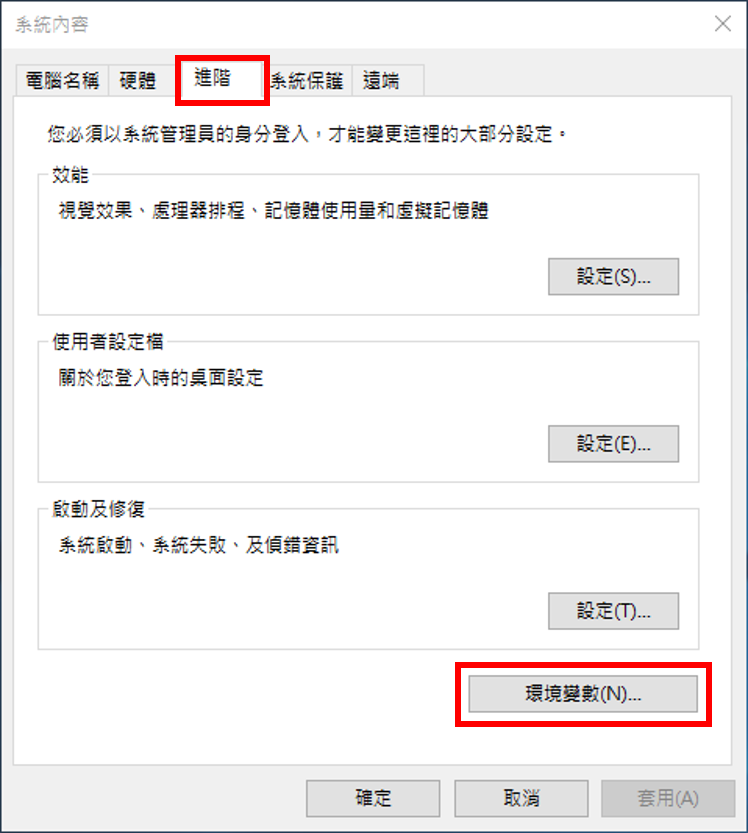 系統內容
電腦名稱 硬體 進階 系統保護 遠端
您必須以系統管理員的身分登入，才能變更這裡的大部分設定。
效能
視覺效果、處理器排程、記憶體使用量和虛擬記憶體
設定(S)...
使用者設定檔
關於您登入時的桌面設定
設定(E)...
啟動及修復
系統啟動、系統失敗、及偵錯資訊
設定(T)...
環境變數(N)...
確定 取消 套用(A)